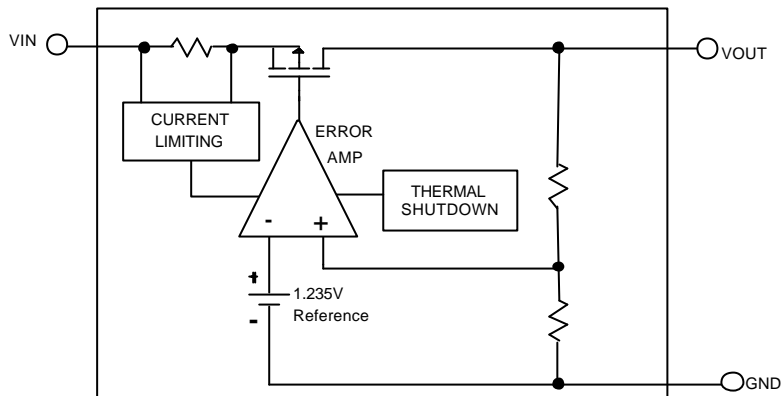 VIN
VOUT
CURRENT
LIMITING
ERROR
AMP
THERMAL
SHUTDOWN
- +
+
1.235V
Reference
-
GND